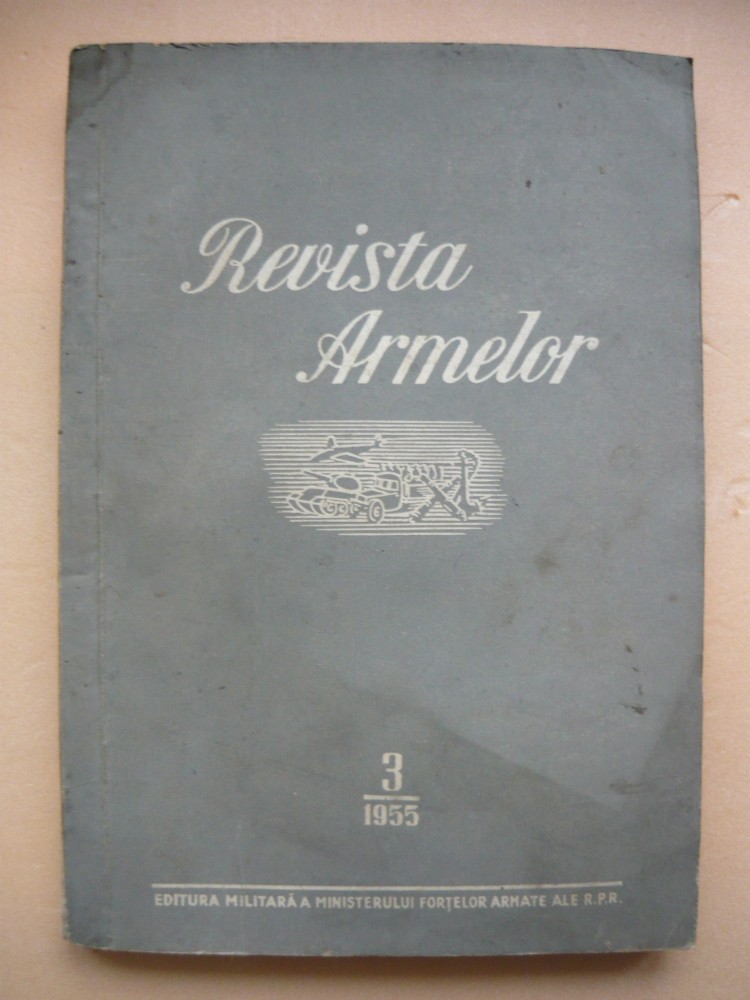 Revista
Armelor
3
1955
EDITURA MILITARĂ A MINISTERULUI FORȚELOR ARMATE ALE R.P.R.